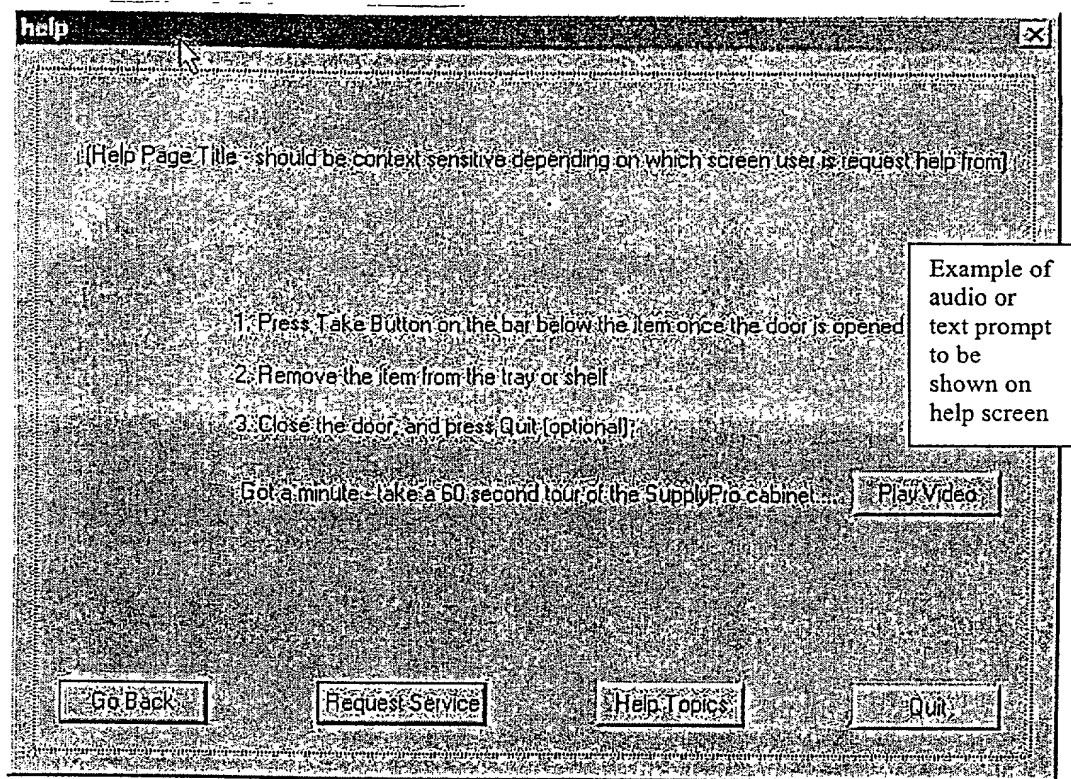 help
(Help Page Title - should be context sensitive depending on which screen user is request help from)
1. Press Take Button on the bar below the item once the door is opened
2. Remove the item from the tray or shelf
3. Close the door, and press Quit (optional).
Got a minute - take a 60 second tour of the SupplyPro cabinet....
Play Video
Example of
audio or
text prompt
to be
shown on
help screen
Go Back
Request Service
Help Topics
Quit